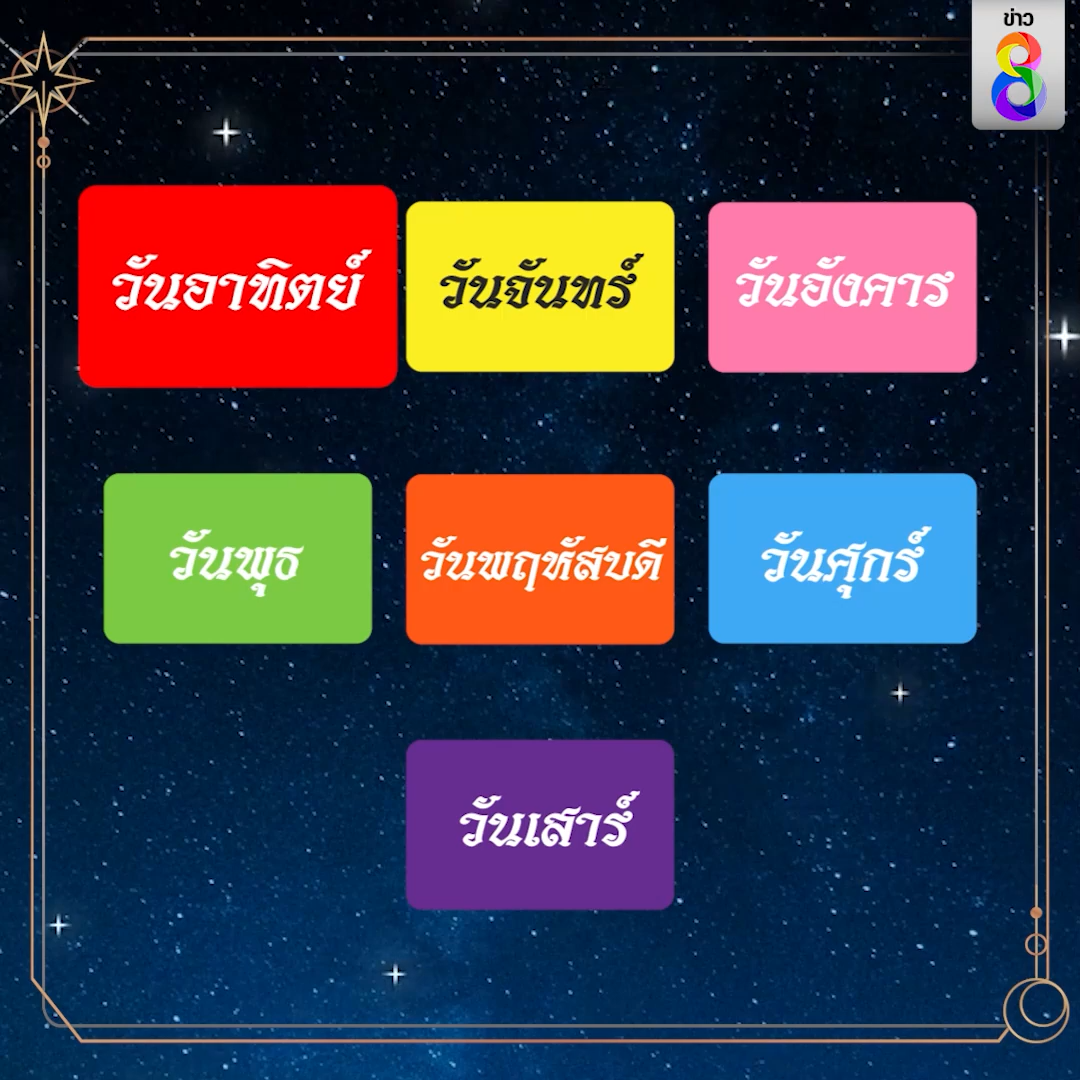 ข่าว
8
วันอาทิตย์
วันจันทร์
วันอังคาร
วันพุธ
วันพฤหัสบดี
วันศุกร์
วันเสาร์